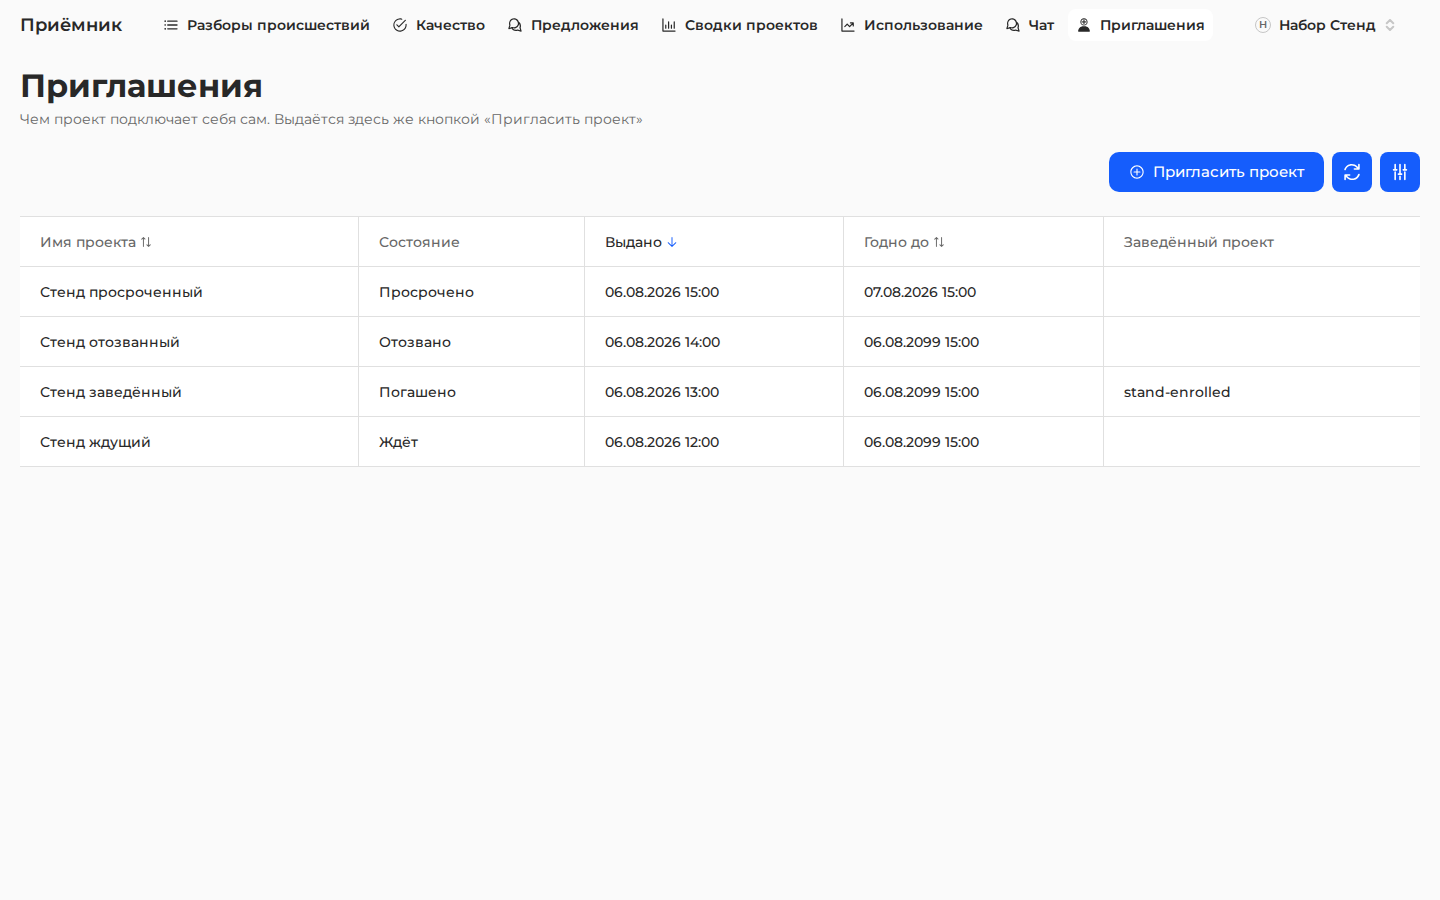 Приёмник Разборы происшествий Качество Предложения Сводки проектов Использование Чат Приглашения Н Набор Стенд
Приглашения
Чем проект подключает себя сам. Выдаётся здесь же кнопкой «Пригласить проект»
Пригласить проект
Имя проекта Состояние Выдано Годно до Заведённый проект
Стенд просроченный Просрочено 06.08.2026 15:00 07.08.2026 15:00
Стенд отозванный Отозвано 06.08.2026 14:00 06.08.2099 15:00
Стенд заведённый Погашено 06.08.2026 13:00 06.08.2099 15:00 stand-enrolled
Стенд ждущий Ждёт 06.08.2026 12:00 06.08.2099 15:00